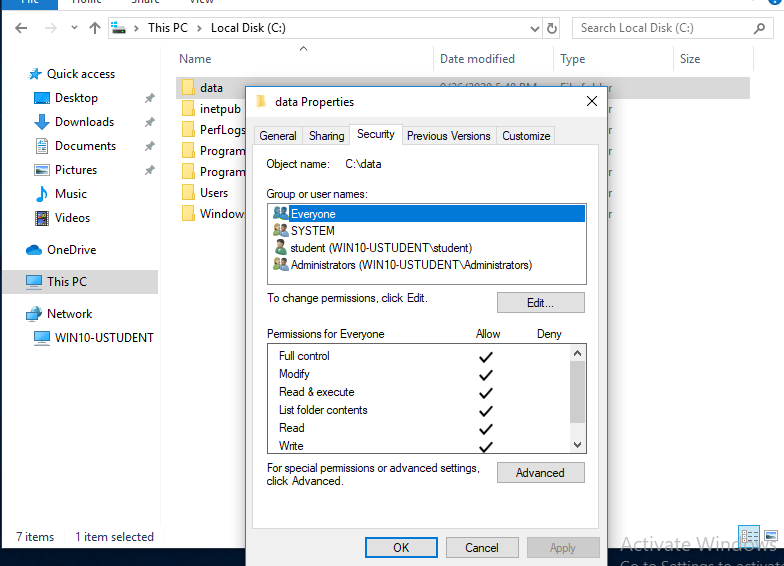 This PC > Local Disk (C:)
Search Local Disk (C:)
Name
Date modified
Type
Size
Quick access
Desktop
Downloads
Documents
Pictures
Music
Videos
OneDrive
This PC
Network
WIN10-USTUDENT
data
inetpub
PerfLogs
Program
Program
Users
Window
data Properties
General
Sharing
Security
Previous Versions
Customize
Object name: C:\data
Group or user names:
Everyone
SYSTEM
student (WIN10-USTUDENT\student)
Administrators (WIN10-USTUDENT\Administrators)
To change permissions, click Edit.
Edit...
Permissions for Everyone Allow Deny
Full control
Modify
Read & execute
List folder contents
Read
Write
For special permissions or advanced settings,
click Advanced.
Advanced
OK
Cancel
Apply
7 items 1 item selected
Activate Windows
Go to Settings to activat